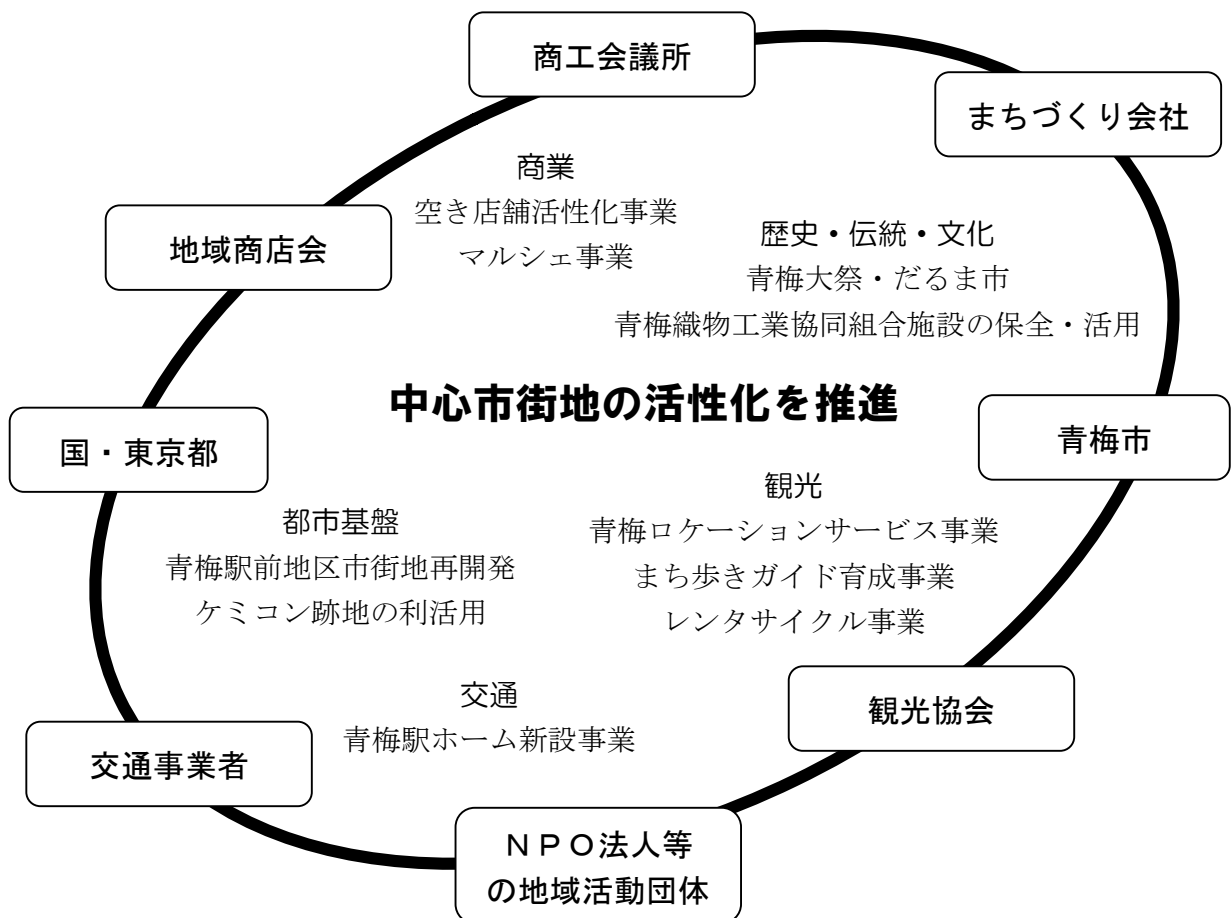 商工会議所
まちづくり会社
商業
空き店舗活性化事業
マルシェ事業
地域商店会
歴史・伝統・文化
青梅大祭・だるま市
青梅織物工業協同組合施設の保全・活用
中心市街地の活性化を推進
国・東京都
青梅市
都市基盤
青梅駅前地区市街地再開発
ケミコン跡地の利活用
観光
青梅ロケーションサービス事業
まち歩きガイド育成事業
レンタサイクル事業
交通
青梅駅ホーム新設事業
観光協会
交通事業者
ＮＰＯ法人等
の地域活動団体